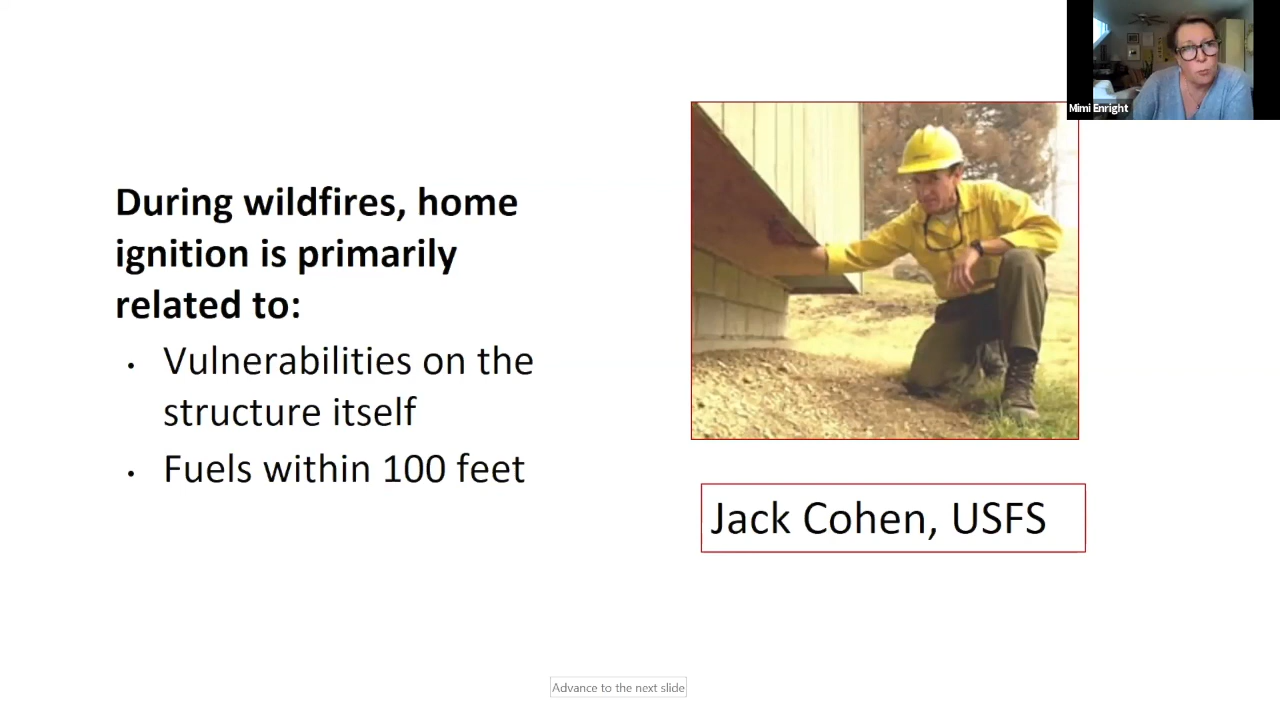 Mimi Enright
During wildfires, home
ignition is primarily
related to:
• Vulnerabilities on the
structure itself
• Fuels within 100 feet
Jack Cohen, USFS
Advance to the next slide